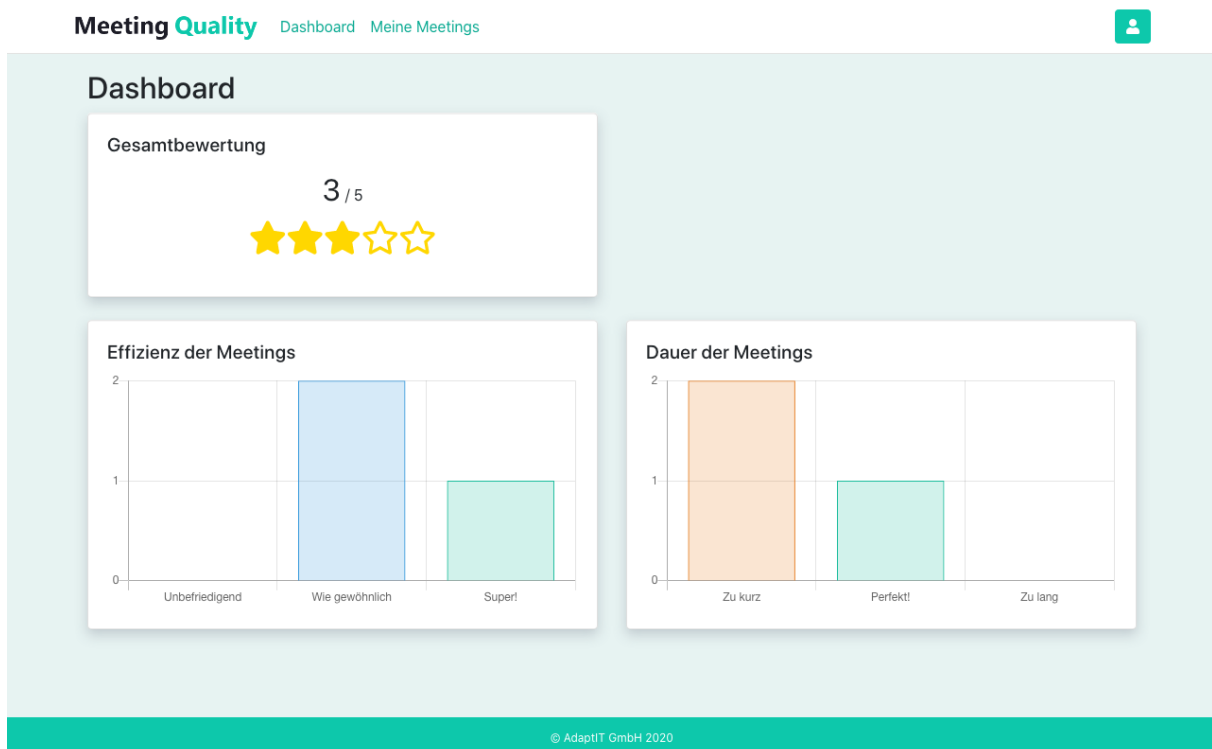 Meeting Quality Dashboard Meine Meetings
Dashboard
Gesamtbewertung
3 / 5
Effizienz der Meetings
2
1
0
Unbefriedigend Wie gewöhnlich Super!
Dauer der Meetings
2
1
0
Zu kurz Perfekt! Zu lang
© AdaptIT GmbH 2020